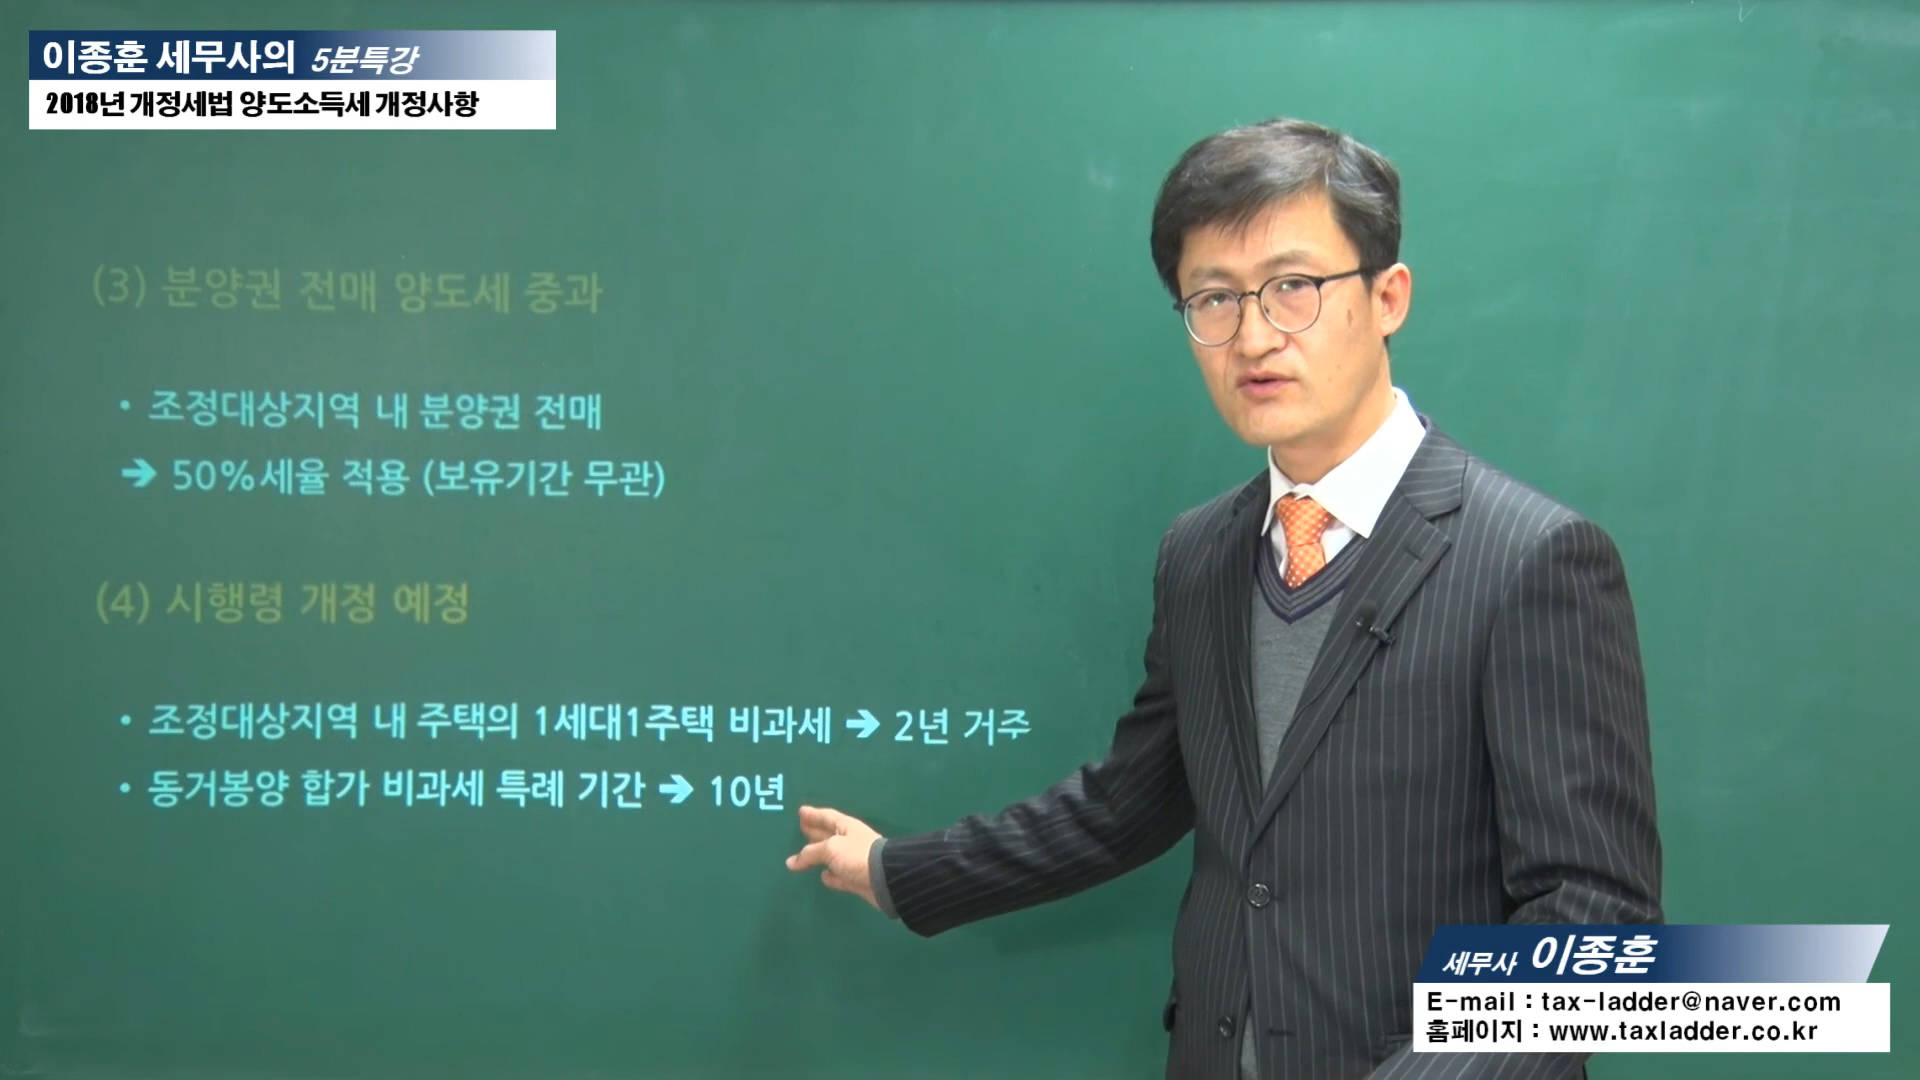 이종훈 세무사의 5분특강
2018년 개정세법 양도소득세 개정사항
(3) 분양권 전매 양도세 중과
• 조정대상지역 내 분양권 전매
➔ 50%세율 적용 (보유기간 무관)
(4) 시행령 개정 예정
• 조정대상지역 내 주택의 1세대1주택 비과세 ➔ 2년 거주
• 동거봉양 합가 비과세 특례 기간 ➔ 10년
세무사 이종훈
E-mail : tax-ladder@naver.com
홈페이지 : www.taxladder.co.kr